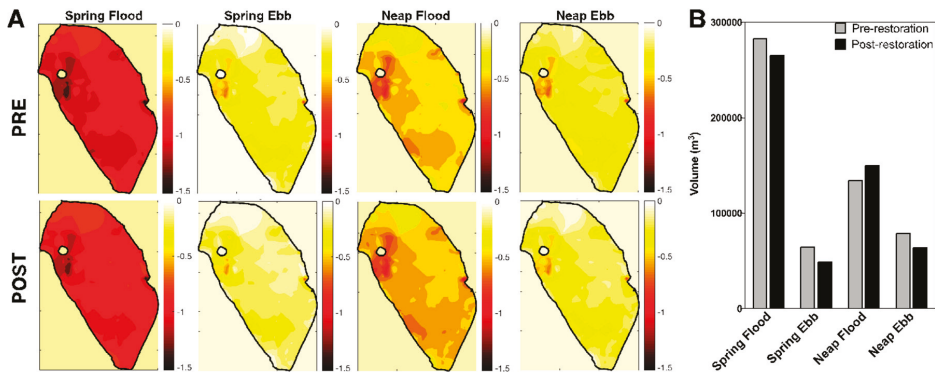 A
Spring Flood
Spring Ebb
Neap Flood
Neap Ebb
PRE
0
-0.5
-1
-1.5
0
-0.5
-1
-1.5
0
-0.5
-1
-1.5
0
-0.5
-1
-1.5
POST
0
-0.5
-1
-1.5
0
-0.5
-1
-1.5
0
-0.5
-1
-1.5
0
-0.5
-1
-1.5
B
Pre-restoration
Post-restoration
Volume (m³)
300000
200000
100000
0
Spring Flood
Spring Ebb
Neap Flood
Neap Ebb